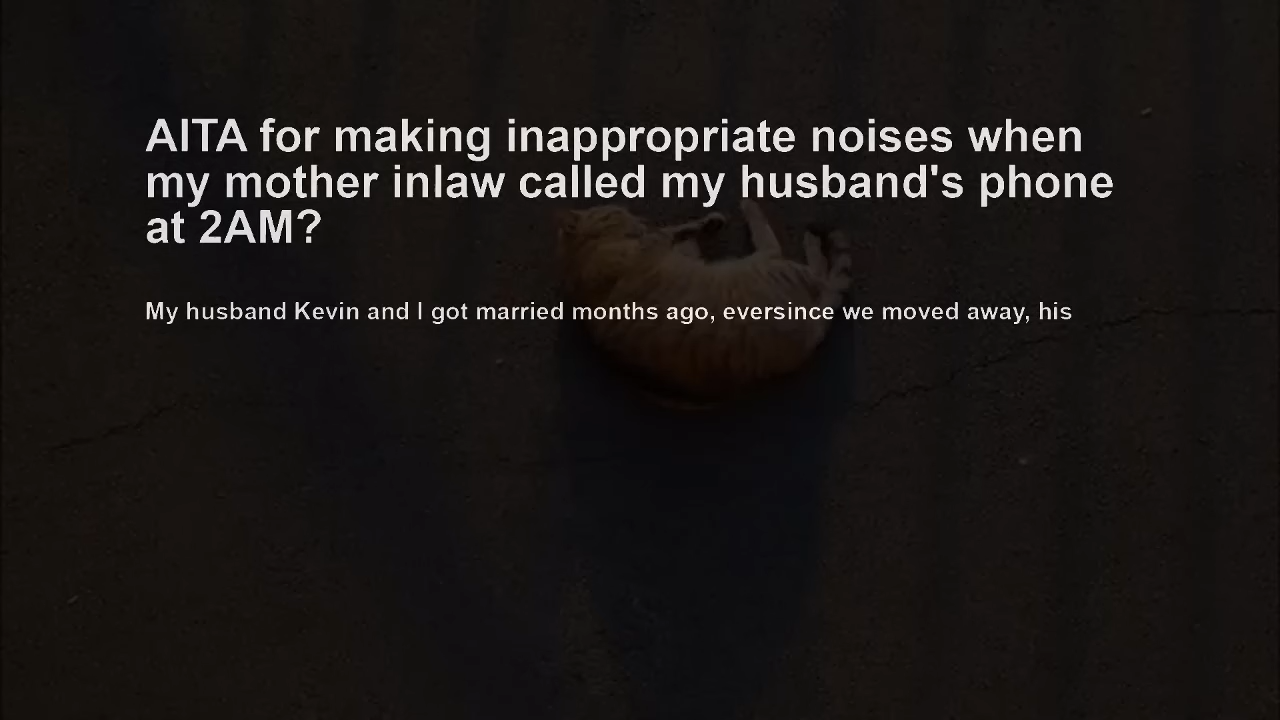 AITA for making inappropriate noises when
my mother inlaw called my husband's phone
at 2AM?
My husband Kevin and I got married months ago, eversince we moved away, his